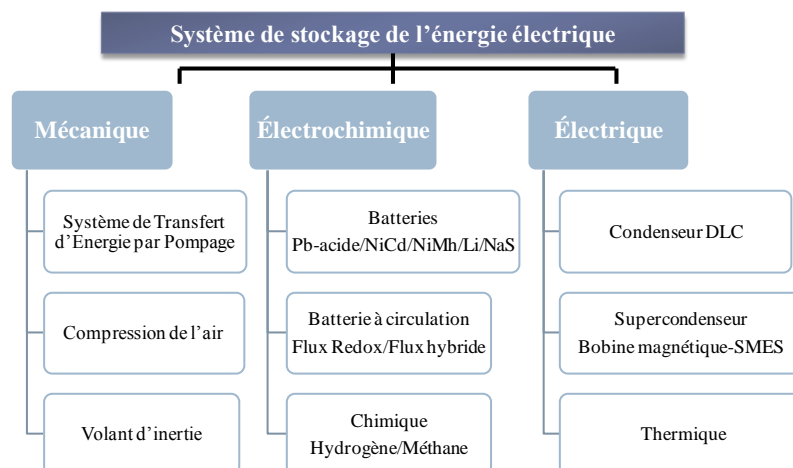 Système de stockage de l'énergie électrique
Mécanique
Système de Transfert
d'Energie par Pompage
Compression de l'air
Volant d'inertie
Électrochimique
Batteries
Pb-acide/NiCd/NiMh/Li/NaS
Batterie à circulation
Flux Redox/Flux hybride
Chimique
Hydrogène/Méthane
Électrique
Condenseur DLC
Supercondenseur
Bobine magnétique-SMES
Thermique